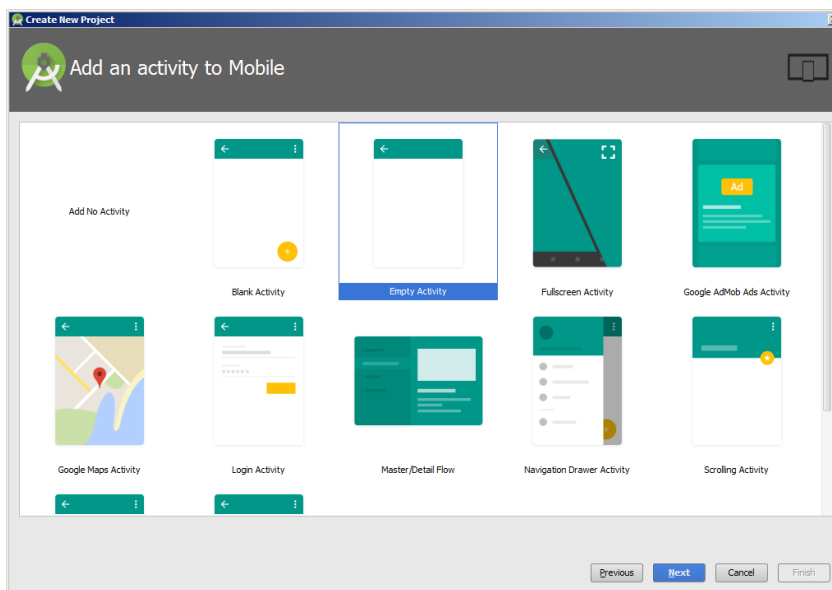 Create New Project
Add an activity to Mobile
Add No Activity
Ad
Blank Activity
Empty Activity
Fullscreen Activity
Google AdMob Ads Activity
Google Maps Activity
Login Activity
Master/Detail Flow
Navigation Drawer Activity
Scrolling Activity
Previous
Next
Cancel
Finish